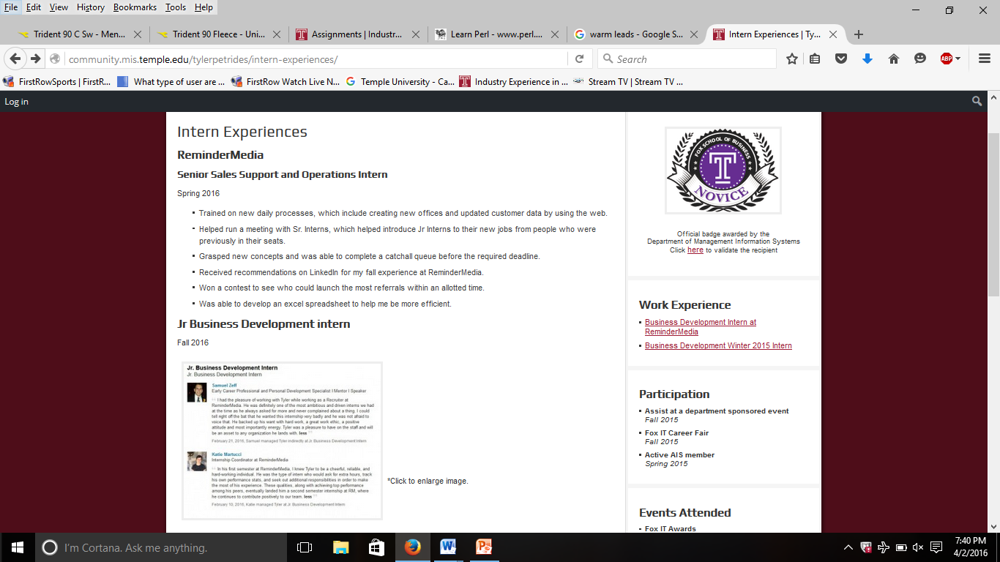 File Edit View History Bookmarks Tools Help
Trident 90 C Sw - Men...
Trident 90 Fleece - Uni...
Assignments | Industr...
Learn Perl - www.perl....
warm leads - Google S...
Intern Experiences | Ty...
community.mis.temple.edu/tylerpetrides/intern-experiences/
Search
ABP
FirstRowSports | FirstR...
What type of user are ...
FirstRow Watch Live N...
Temple University - Ca...
Industry Experience in ...
Stream TV | Stream TV ...
Log in
Intern Experiences
ReminderMedia
Senior Sales Support and Operations Intern
Spring 2016
Trained on new daily processes, which include creating new offices and updated customer data by using the web.
Helped run a meeting with Sr. Interns, which helped introduce Jr Interns to their new jobs from people who were
previously in their seats.
Grasped new concepts and was able to complete a catchall queue before the required deadline.
Received recommendations on LinkedIn for my fall experience at ReminderMedia.
Won a contest to see who could launch the most referrals within an allotted time.
Was able to develop an excel spreadsheet to help me be more efficient.
Jr Business Development intern
Fall 2016
Jr. Business Development Intern
Jr. Business Development Intern
Samuel Zeff
Early Career Professional and Personal Development Specialist I Mentor I Speaker
“ I had the pleasure of working with Tyler while working as a Recruiter at
ReminderMedia. He was definitely one of the most ambitious and driven interns we had
at the time as he always asked for more and never complained about a thing. I could
tell right off the bat that he wanted this internship very badly and he was not afraid to
voice that. He backed up his want with hard work, a great work ethic, a positive
attitude and most importantly energy. Tyler was a pleasure to have on the staff and will
be an asset to any organization he lands with. less ”
February 21, 2016, Samuel managed Tyler indirectly at Jr. Business Development Intern
Katie Martucci
Internship Coordinator at ReminderMedia
“ In his first semester at ReminderMedia, I knew Tyler to be a cheerful, reliable, and
hard-working individual. He was the type of intern who would ask for extra hours, track
his own performance stats, and seek out additional responsibilities in order to make
the most of his experience. These qualities, along with achieving top performance
among his peers, eventually landed him a second semester internship at RM, where
he continues to contribute positively to our team. less ”
February 10, 2016, Katie managed Tyler at Jr. Business Development Intern
*Click to enlarge image.
FOX SCHOOL OF BUSINESS
T
NOVICE
Official badge awarded by the
Department of Management Information Systems
Click here to validate the recipient
Work Experience
Business Development Intern at
ReminderMedia
Business Development Winter 2015 Intern
Participation
Assist at a department sponsored event
Fall 2015
Fox IT Career Fair
Fall 2015
Active AIS member
Spring 2015
Events Attended
Fox IT Awards
I'm Cortana. Ask me anything.
7:40 PM
4/2/2016